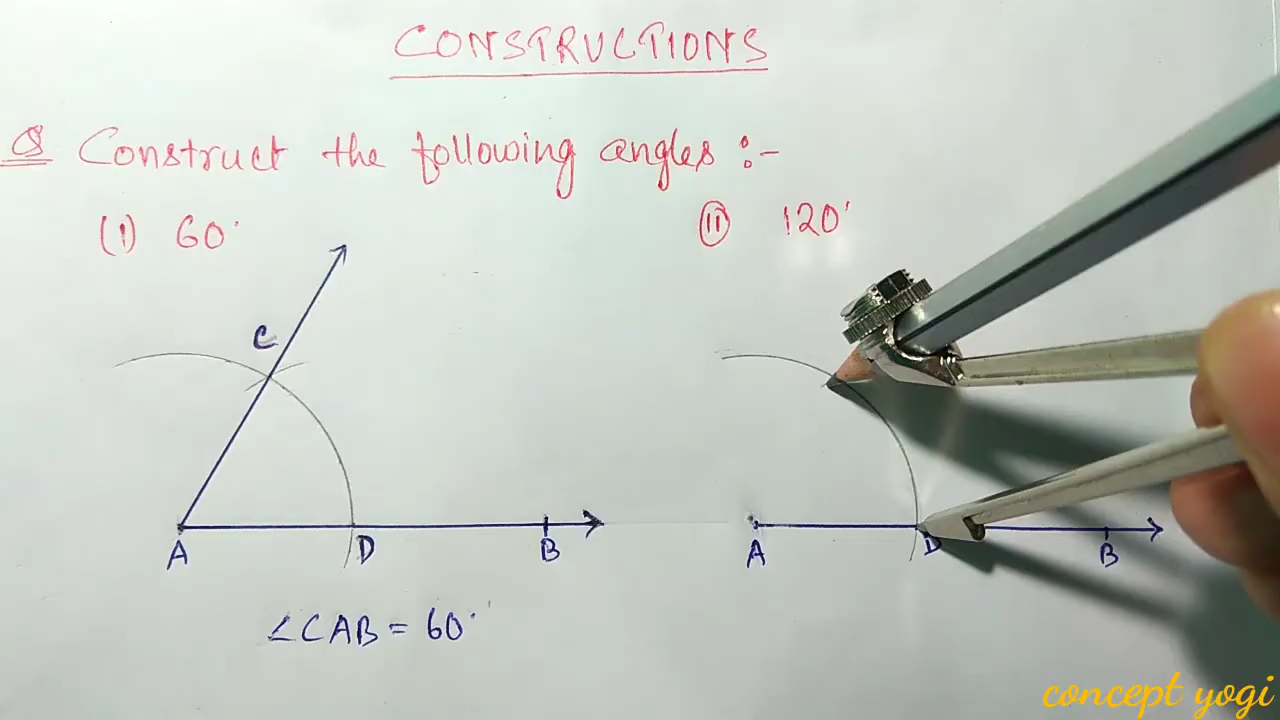 CONSTRUCTIONS
Q Construct the following angles :-
(i) 60°
(ii) 120°
C
A D B
A D B
∠CAB = 60°
concept yogi